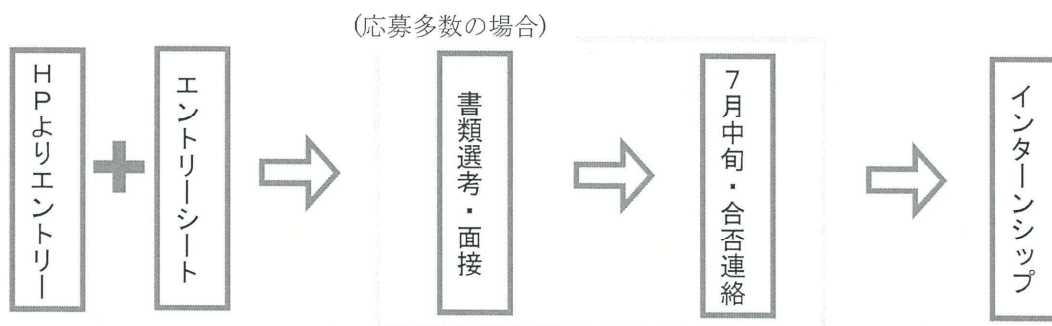 (応募多数の場合)
HPよりエントリー
エントリーシート
書類選考・面接
7月中旬・合否連絡
インターンシップ